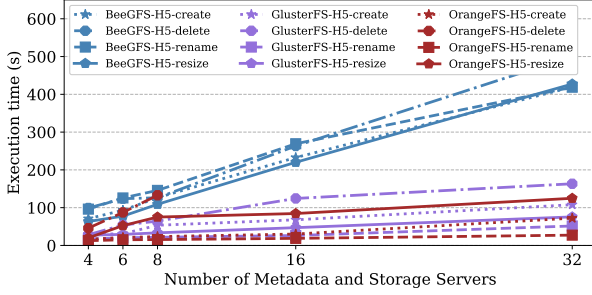 600
500
400
300
200
100
0
Execution time (s)
BeeGFS-H5-create
BeeGFS-H5-delete
BeeGFS-H5-rename
BeeGFS-H5-resize
GlusterFS-H5-create
GlusterFS-H5-delete
GlusterFS-H5-rename
GlusterFS-H5-resize
OrangeFS-H5-create
OrangeFS-H5-delete
OrangeFS-H5-rename
OrangeFS-H5-resize
4 6 8 16 32
Number of Metadata and Storage Servers